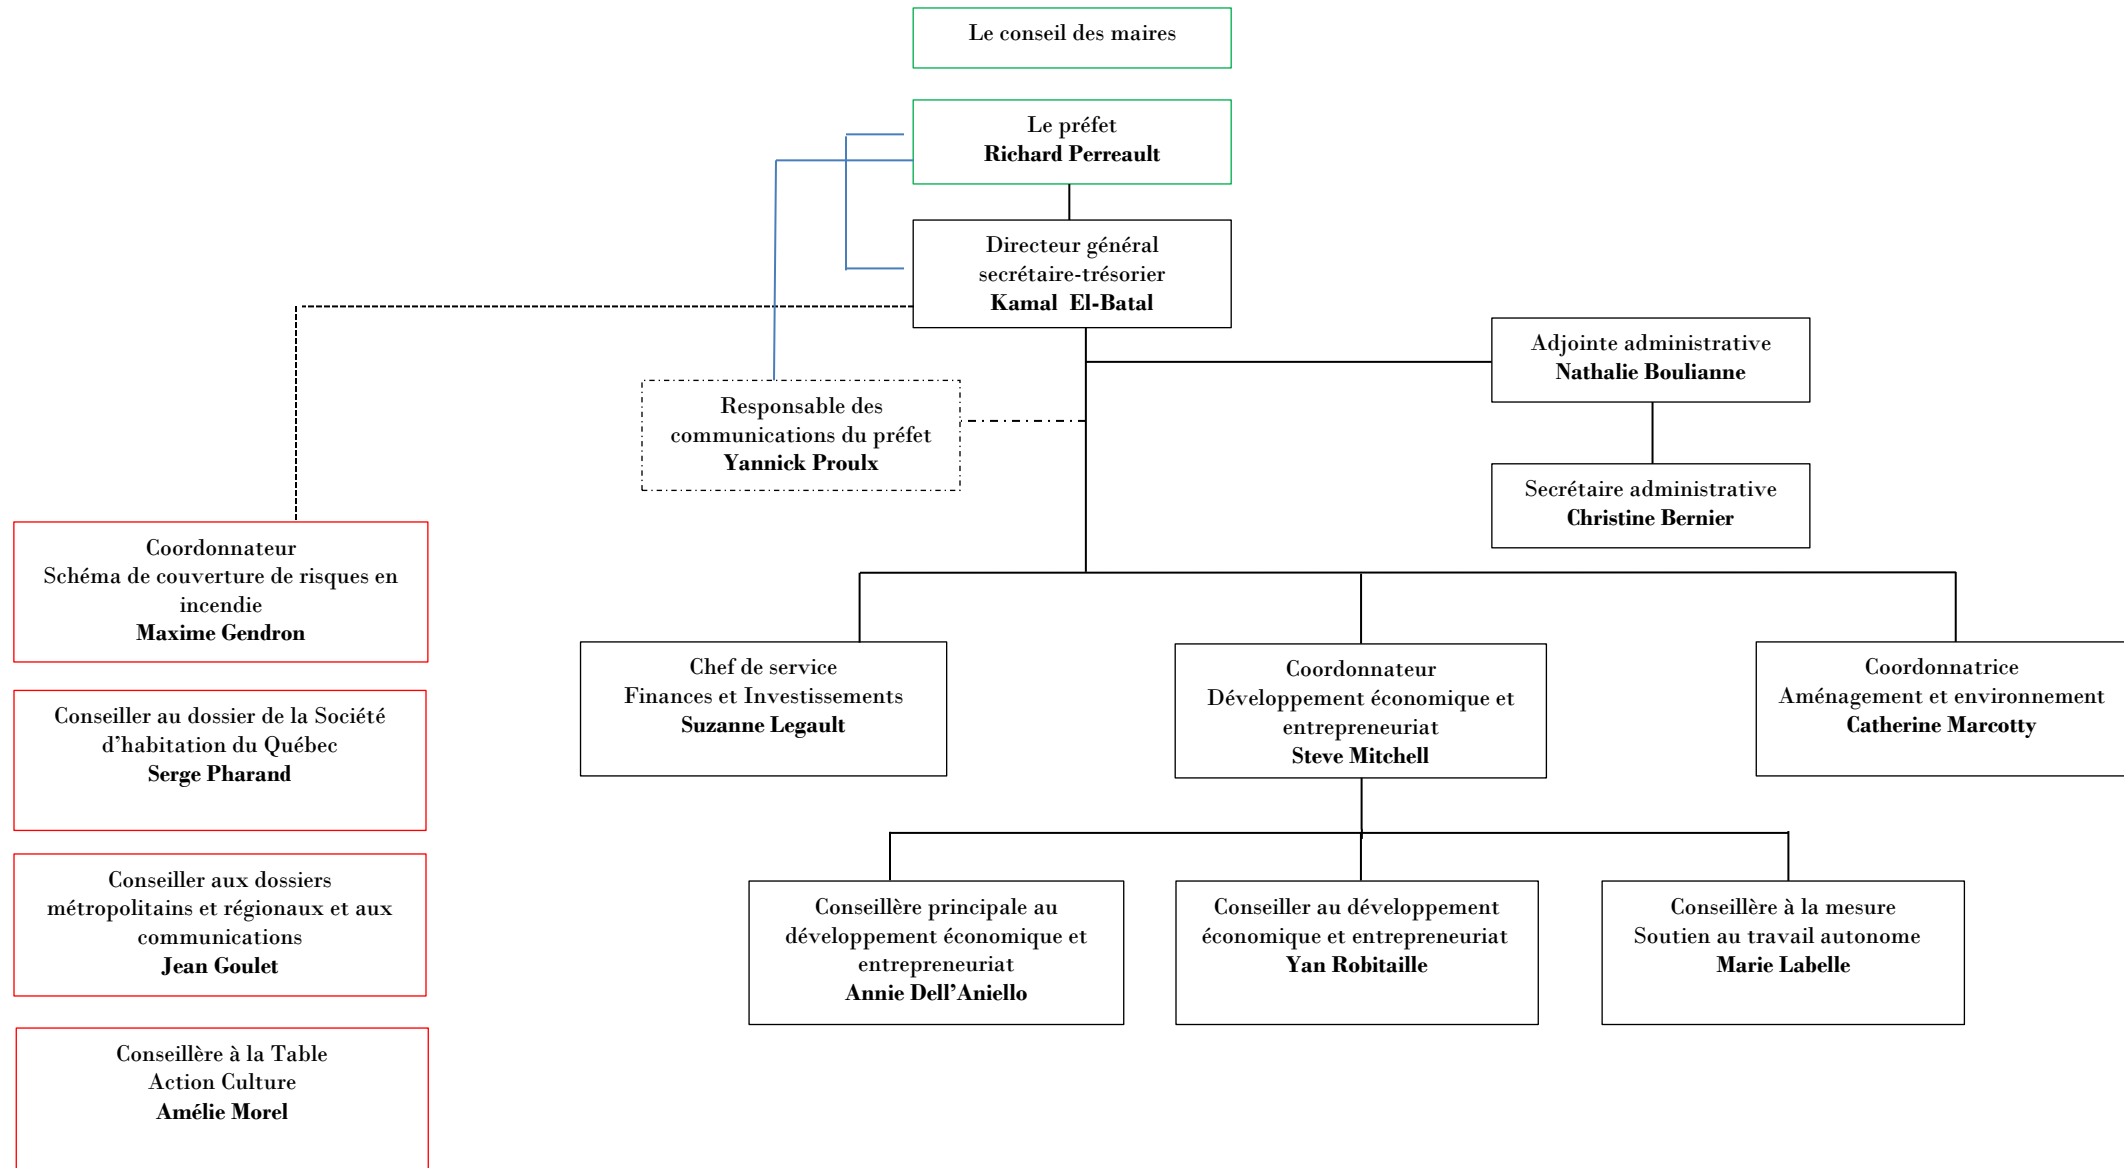 Le conseil des maires
Le préfet
Richard Perreault
Directeur général
secrétaire-trésorier
Kamal  El-Batal
Adjointe administrative
Nathalie Boulianne
Responsable des
communications du préfet
Yannick Proulx
Secrétaire administrative
Christine Bernier
Coordonnateur
Schéma de couverture de risques en
incendie
Maxime Gendron
Conseiller au dossier de la Société
d'habitation du Québec
Serge Pharand
Conseiller aux dossiers
métropolitains et régionaux et aux
communications
Jean Goulet
Conseillère à la Table
Action Culture
Amélie Morel
Chef de service
Finances et Investissements
Suzanne Legault
Coordonnateur
Développement économique et
entrepreneuriat
Steve Mitchell
Coordonnatrice
Aménagement et environnement
Catherine Marcotty
Conseillère principale au
développement économique et
entrepreneuriat
Annie Dell’Aniello
Conseiller au développement
économique et entrepreneuriat
Yan Robitaille
Conseillère à la mesure
Soutien au travail autonome
Marie Labelle